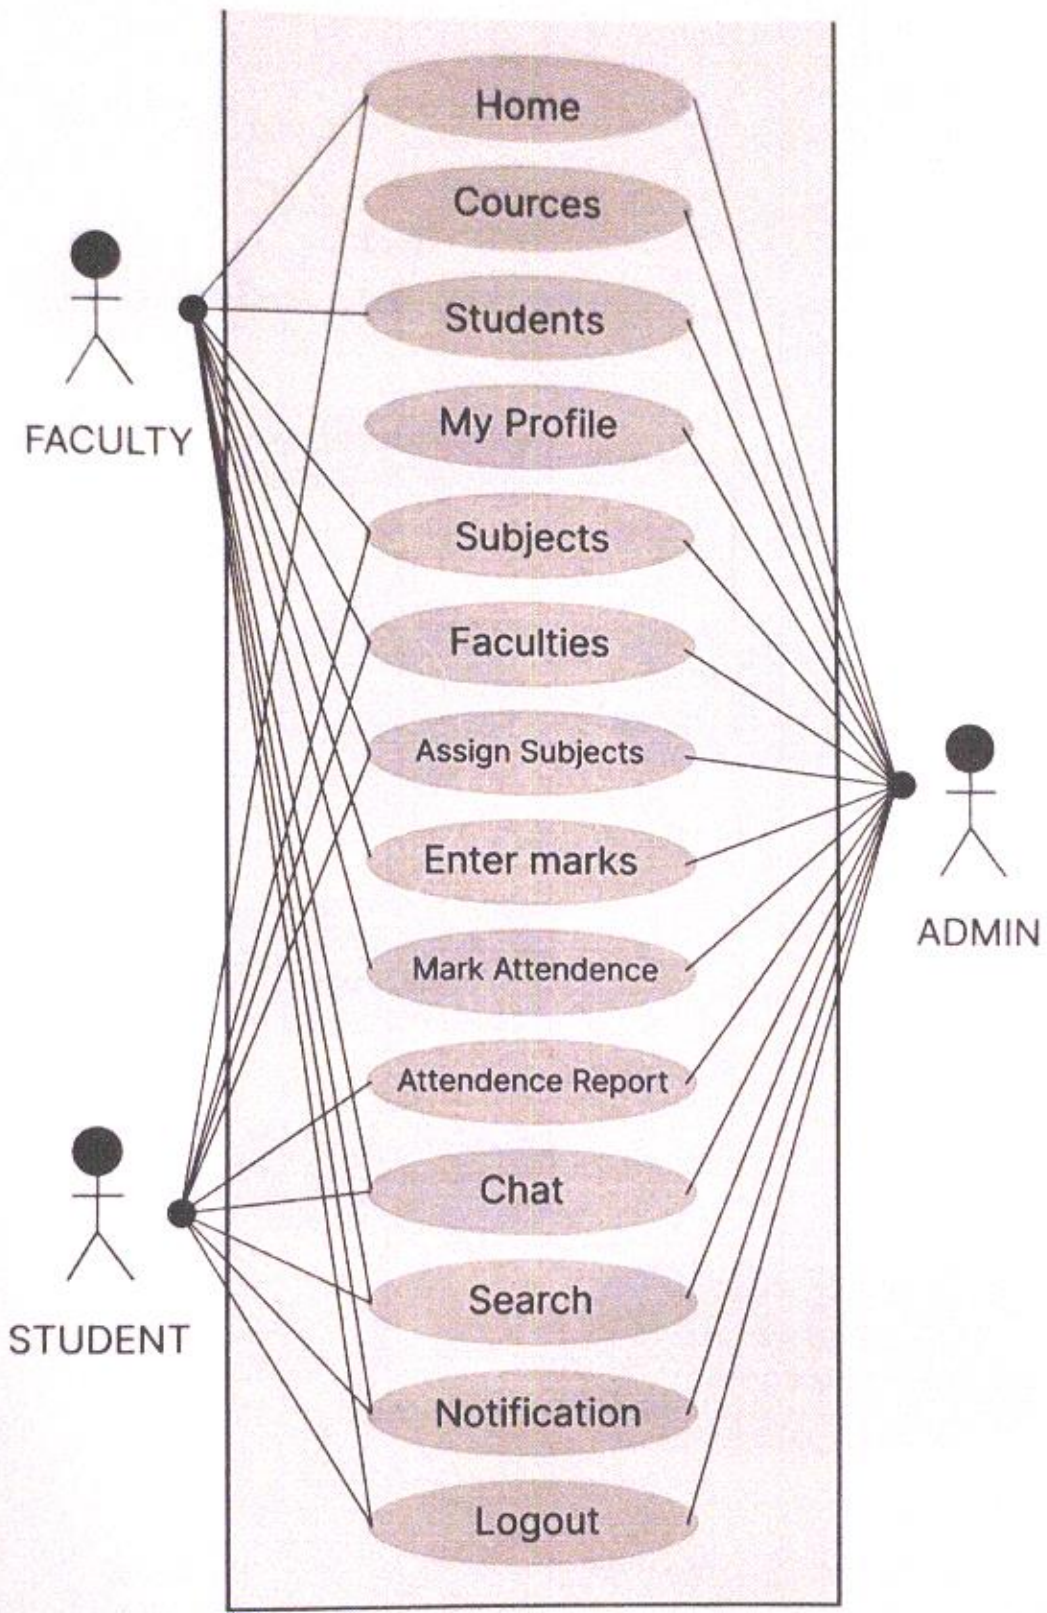 Home
Cources
Students
FACULTY
My Profile
Subjects
Faculties
Assign Subjects
Enter marks
ADMIN
Mark Attendence
Attendence Report
Chat
Search
STUDENT
Notification
Logout